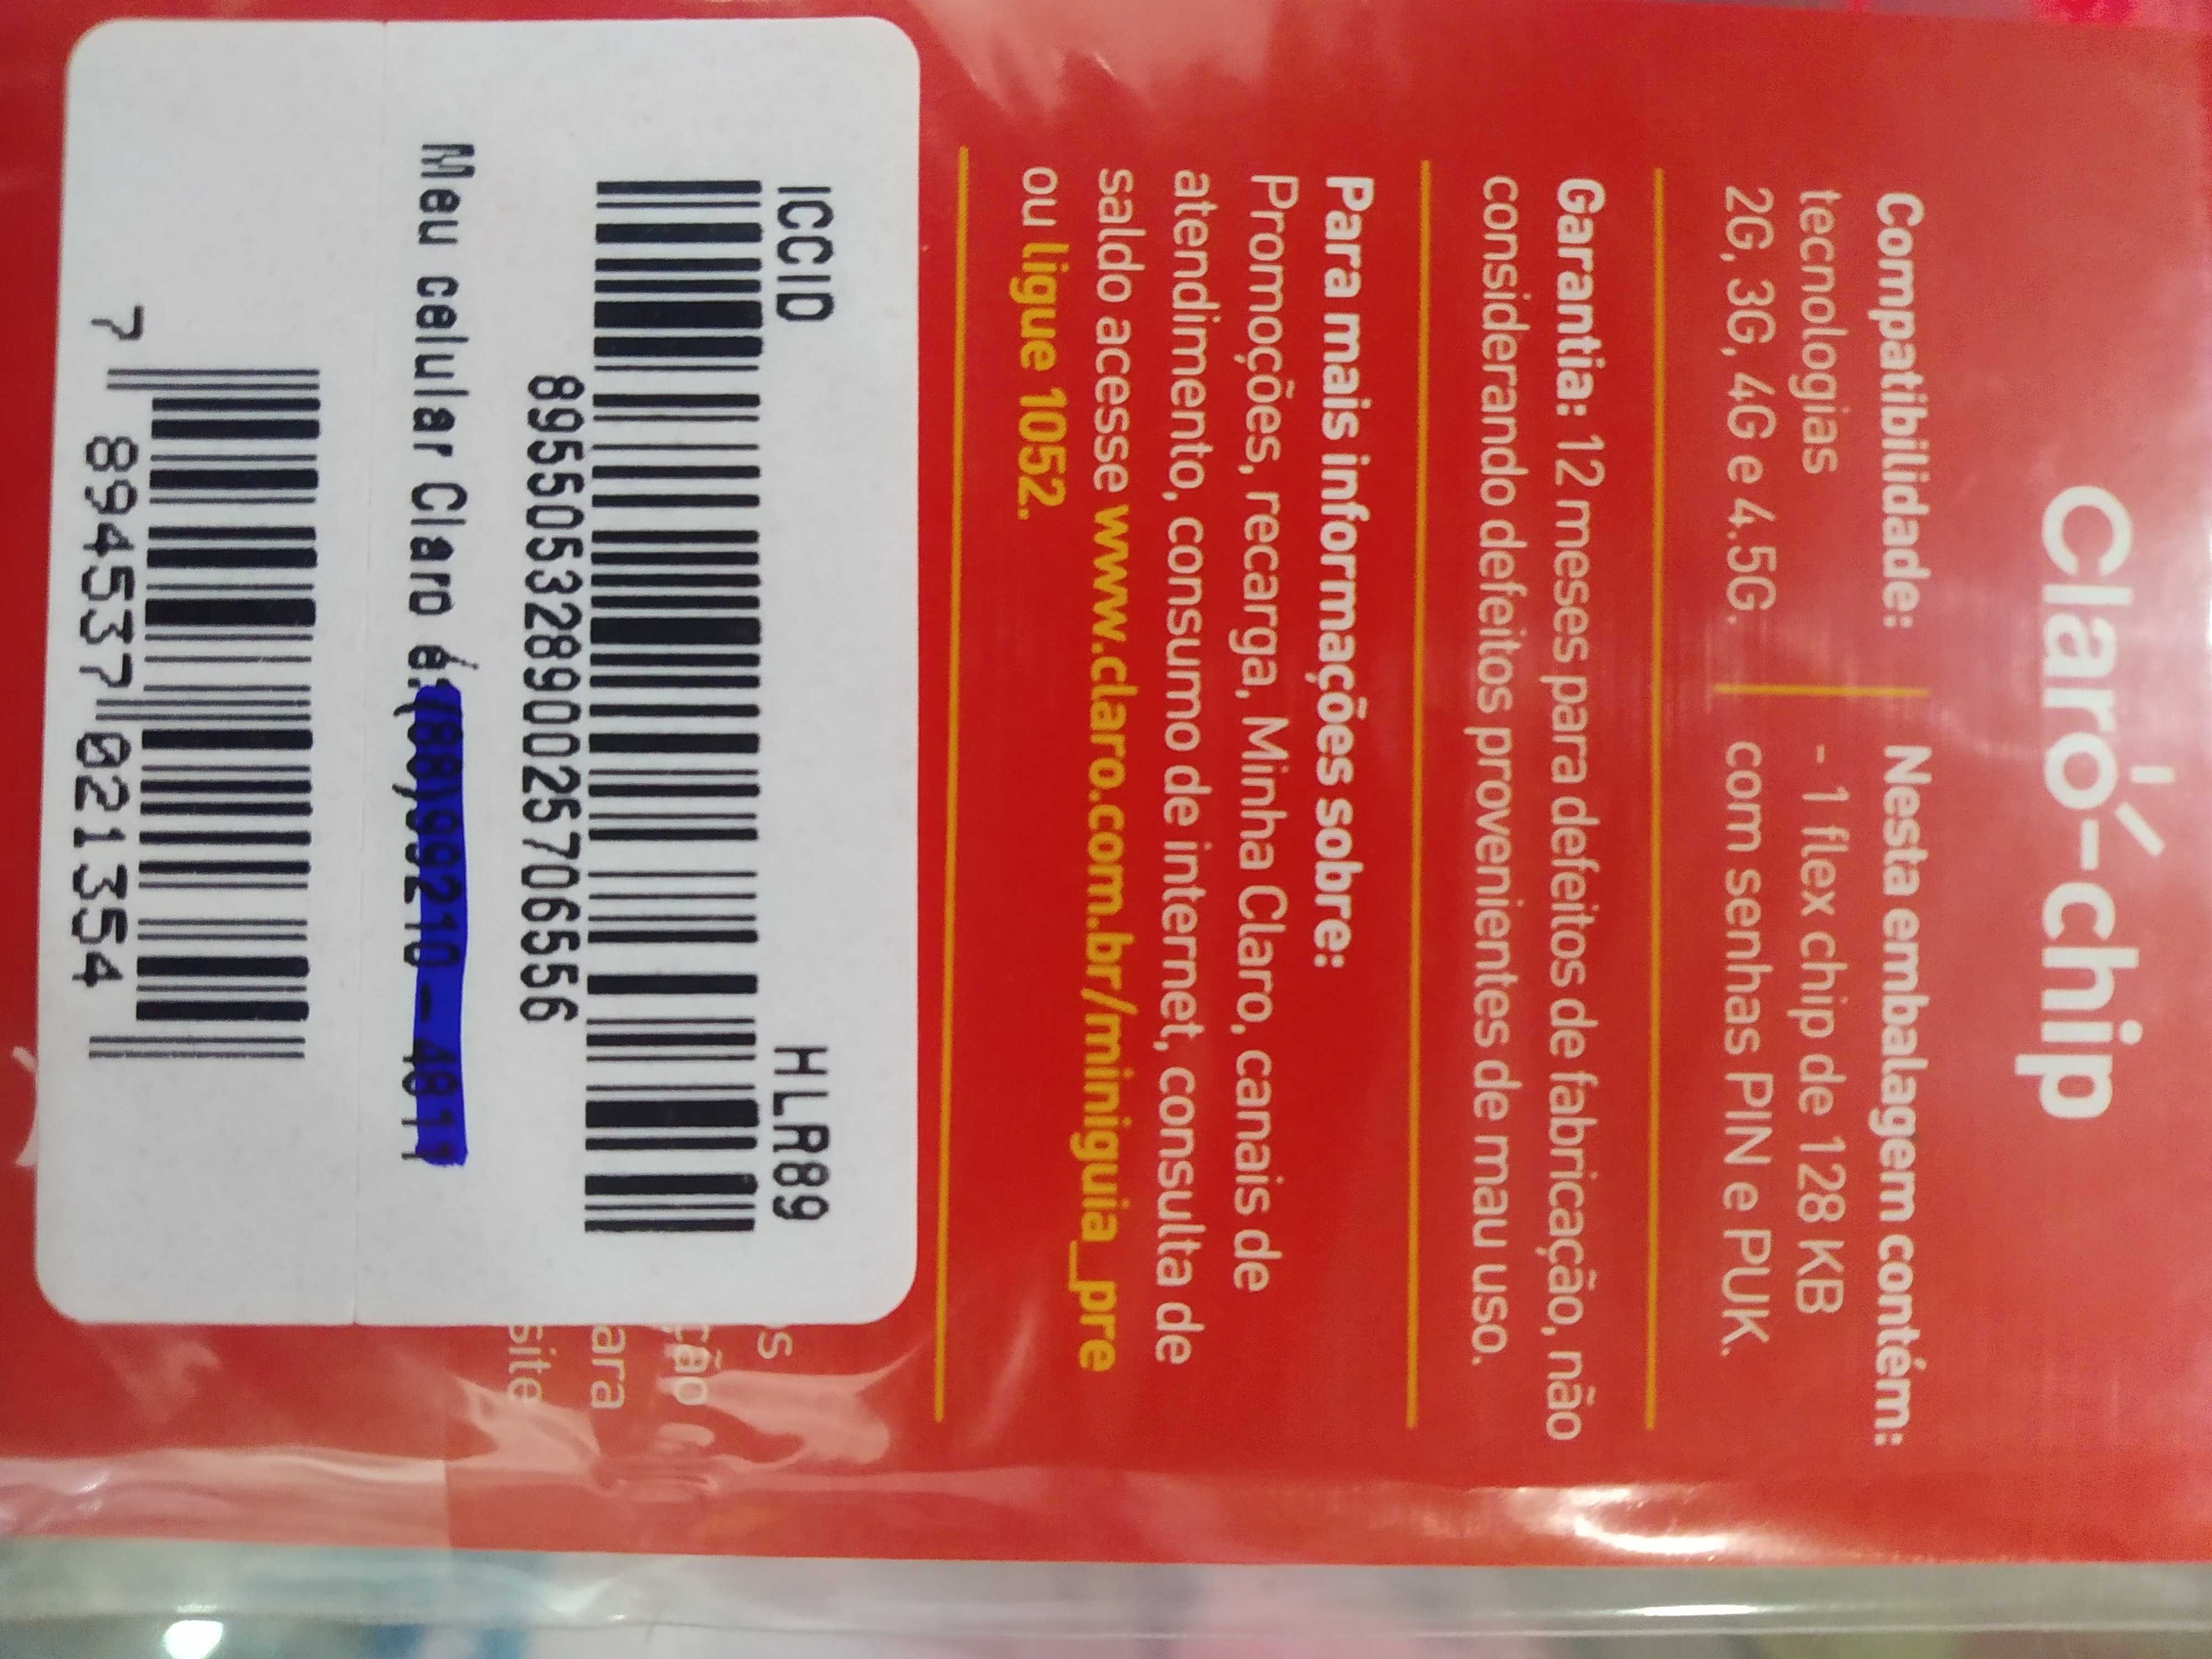 Claro-chip
Compatibilidade:
tecnologias
2G, 3G, 4G e 4.5G.
Nesta embalagem contém:
- 1 flex chip de 128 KB
com senhas PIN e PUK.
Garantia: 12 meses para defeitos de fabricação, não
considerando defeitos provenientes de mau uso.
Para mais informações sobre:
Promoções, recarga, Minha Claro, canais de
atendimento, consumo de internet, consulta de
saldo acesse www.claro.com.br/miniguia_pre
ou ligue 1052.
ICCID HLR89
89550532890025706556
Meu celular Claro é:
7 894537 021354
site